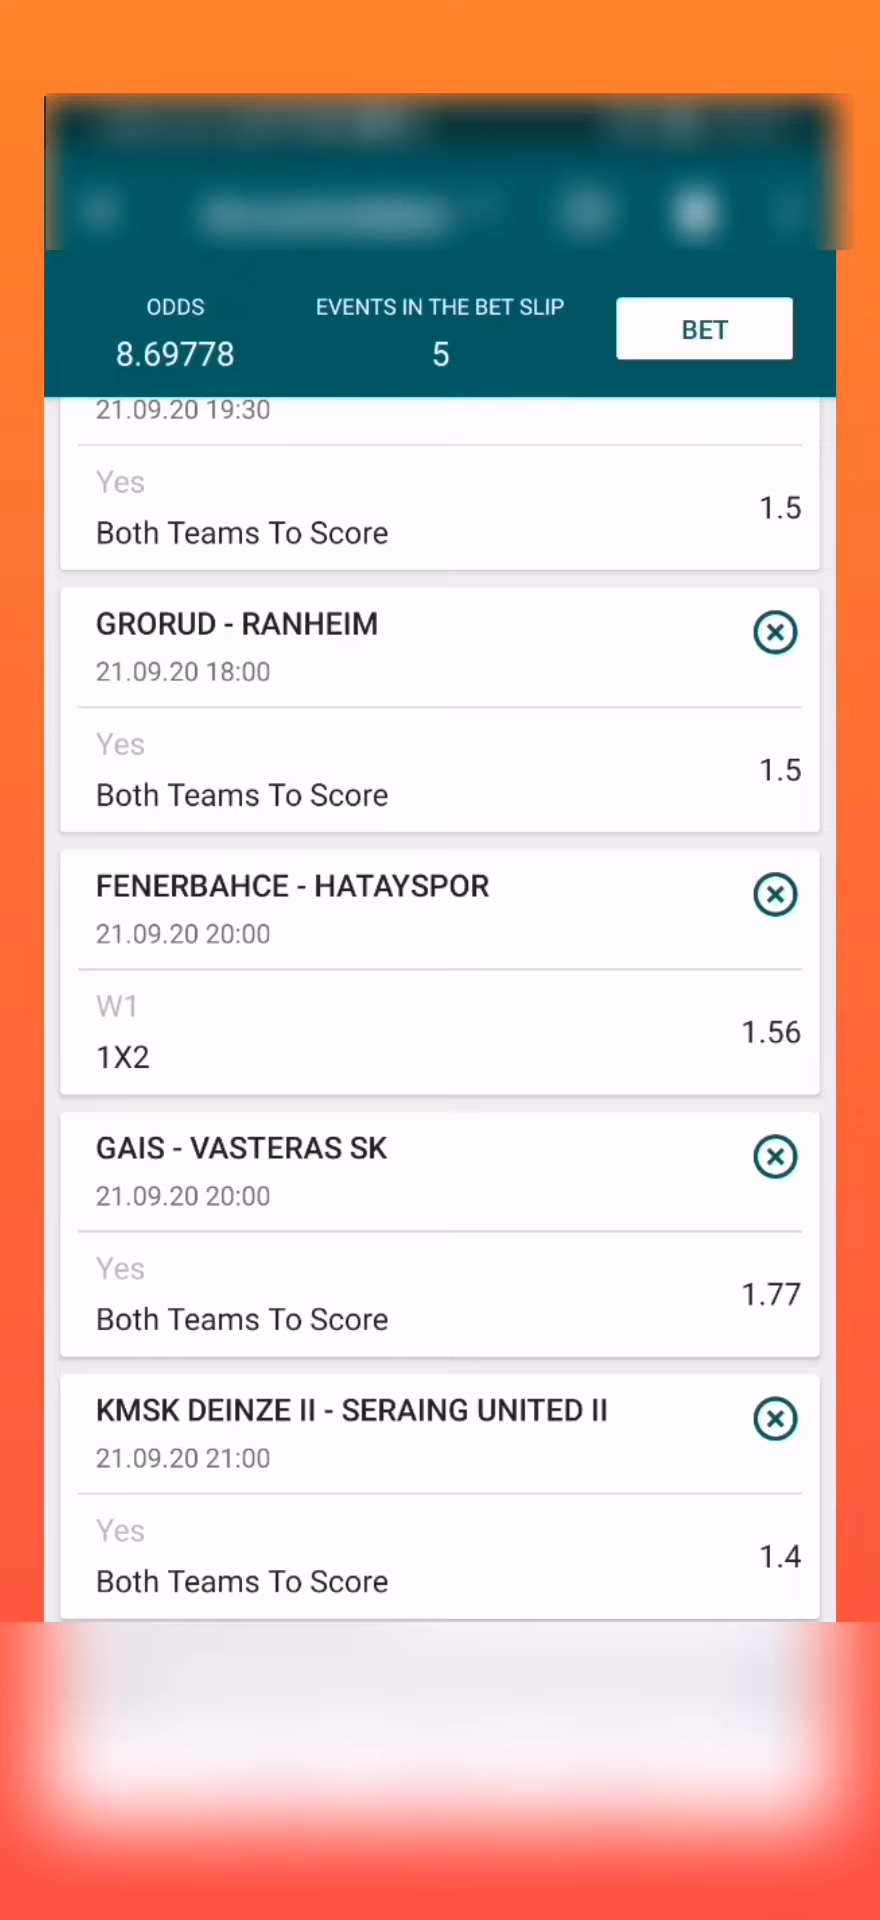 ODDS
EVENTS IN THE BET SLIP
BET
8.69778
5
21.09.20 19:30
Yes
1.5
Both Teams To Score
GRORUD - RANHEIM
21.09.20 18:00
Yes
1.5
Both Teams To Score
FENERBAHCE - HATAYSPOR
21.09.20 20:00
W1
1.56
1X2
GAIS - VASTERAS SK
21.09.20 20:00
Yes
1.77
Both Teams To Score
KMSK DEINZE II - SERAING UNITED II
21.09.20 21:00
Yes
1.4
Both Teams To Score